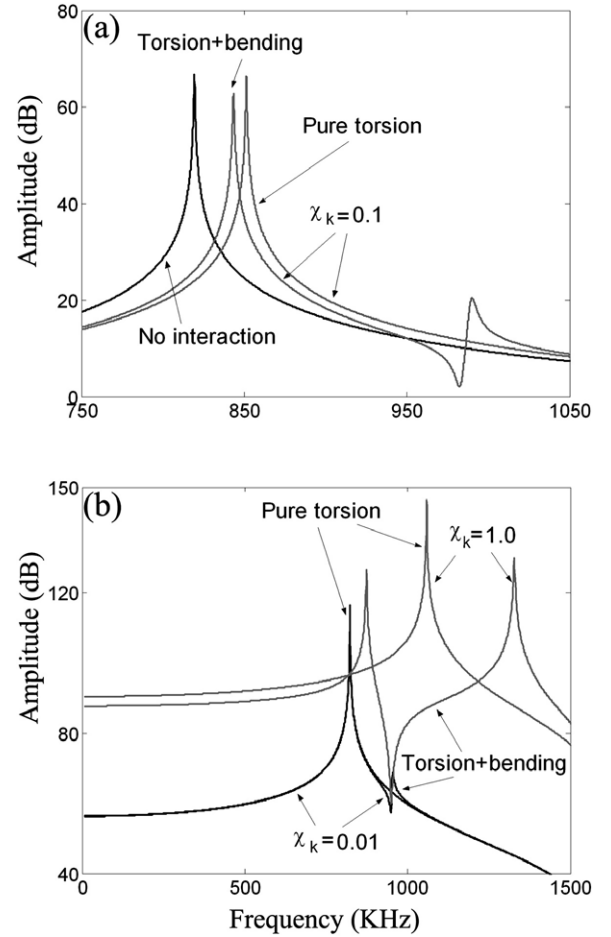 (a)
80
60
40
20
0
Amplitude (dB)
Torsion+bending
Pure torsion
χk=0.1
No interaction
750
850
950
1050
(b)
150
120
80
40
Amplitude (dB)
Pure torsion
χk=1.0
Torsion+bending
χk=0.01
0
500
1000
1500
Frequency (KHz)